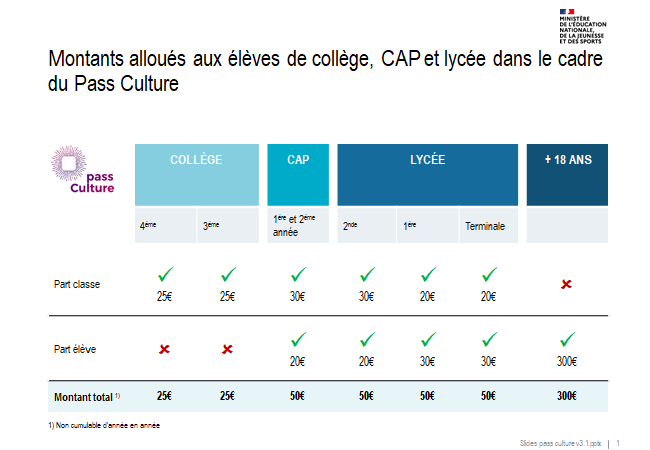 MINISTÈRE
DE L'ÉDUCATION
NATIONALE,
DE LA JEUNESSE
ET DES SPORTS
Montants alloués aux élèves de collège, CAP et lycée dans le cadre
du Pass Culture
pass
Culture
COLLÈGE CAP LYCÉE + 18 ANS
4ème 3ème 1ère et 2ème
année 2nde 1ère Terminale
Part classe 25€ 25€ 30€ 30€ 20€ 20€
Part élève 20€ 20€ 30€ 30€ 300€
Montant total 1) 25€ 25€ 50€ 50€ 50€ 50€ 300€
1) Non cumulable d'année en année
Slides pass culture v3.1.pptx | 1